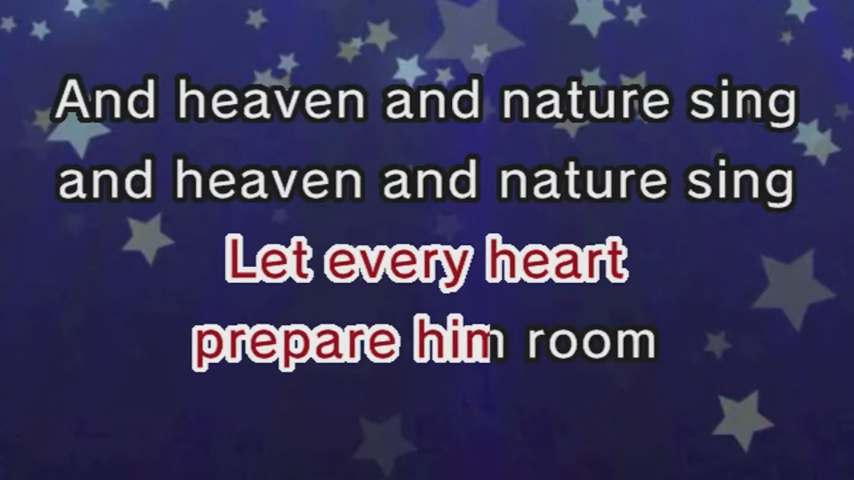 And heaven and nature sing
and heaven and nature sing
Let every heart
prepare him room